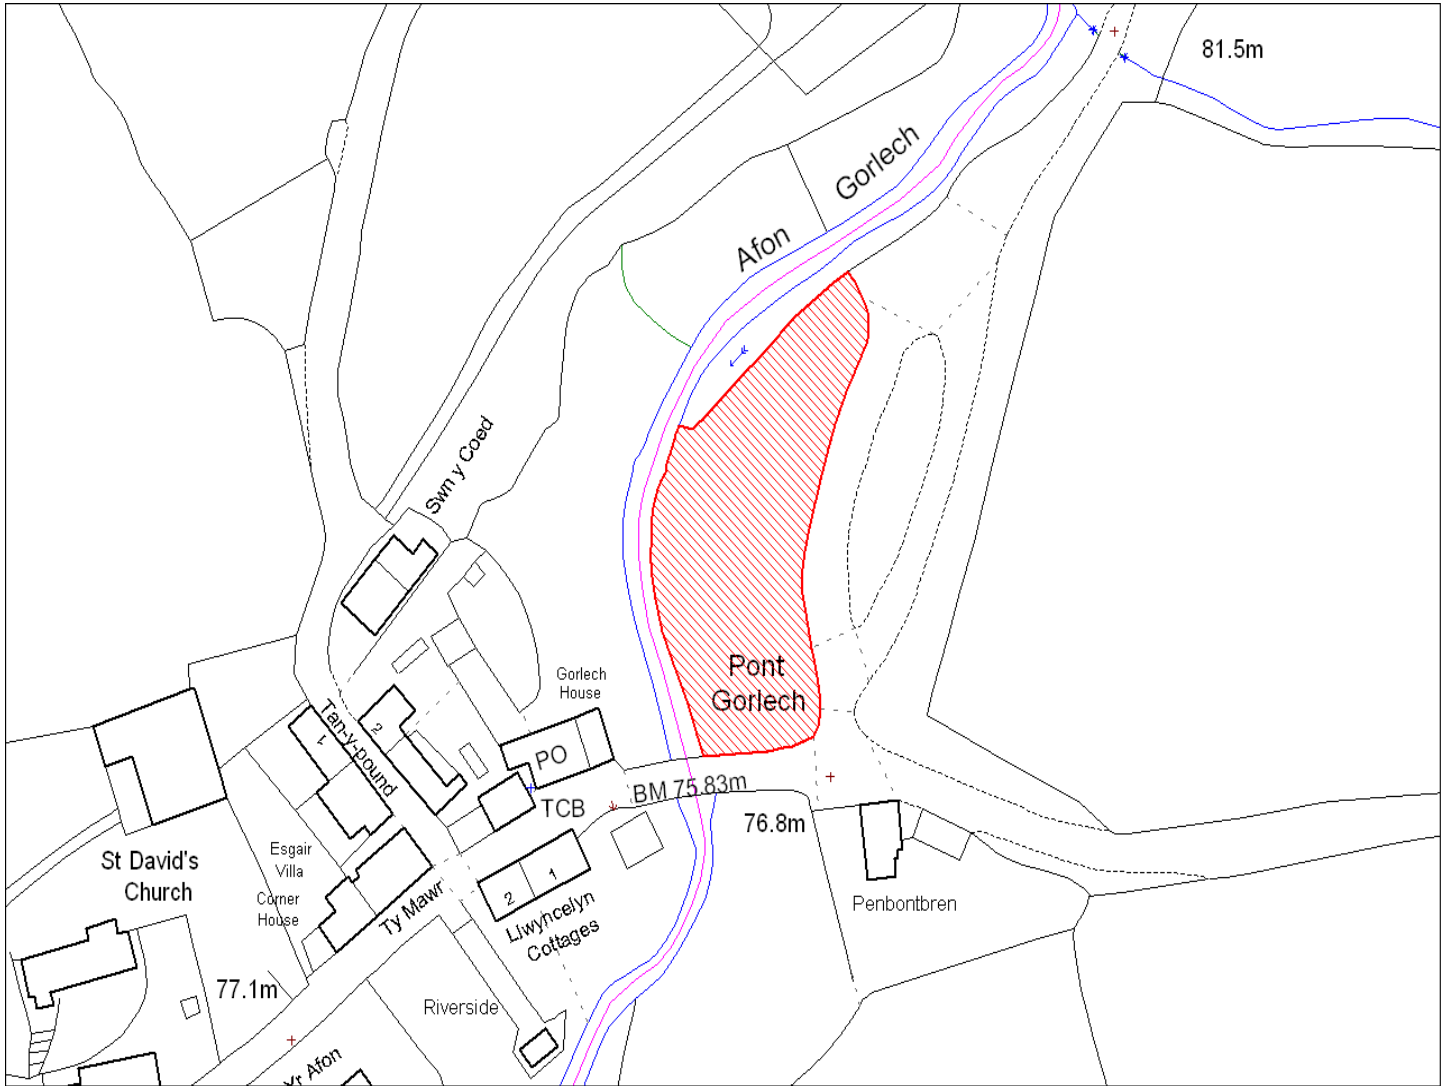 81.5m
Afon Gorlech
Swn y Coed
Pont
Gorlech
Gorlech
House
Tan-y-pound
2
1
PO
TCB
BM 75.83m
76.8m
St David's
Church
Esgair
Villa
Corner
House
Ty Mawr
2
1
Llwyncelyn
Cottages
Penbontbren
77.1m
Riverside
Yr Afon